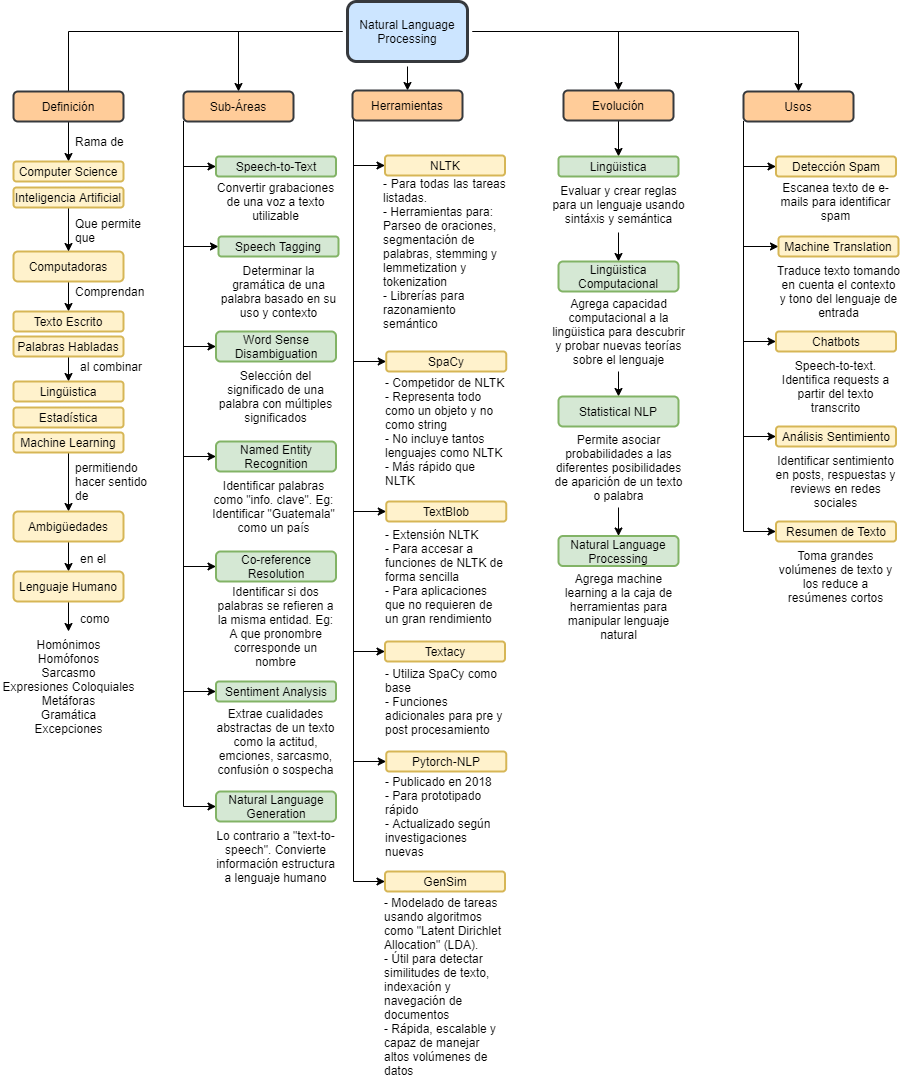 Natural Language
Processing
Definición
Rama de
Computer Science
Inteligencia Artificial
Que permite
que
Computadoras
Comprendan
Texto Escrito
Palabras Habladas
al combinar
Lingüistica
Estadística
Machine Learning
permitiendo
hacer sentido
de
Ambigüedades
en el
Lenguaje Humano
como
Homónimos
Homófonos
Sarcasmo
Expresiones Coloquiales
Metáforas
Gramática
Excepciones
Sub-Áreas
Speech-to-Text
Convertir grabaciones
de una voz a texto
utilizable
Speech Tagging
Determinar la
gramática de una
palabra basado en su
uso y contexto
Word Sense
Disambiguation
Selección del
significado de una
palabra con múltiples
significados
Named Entity
Recognition
Identificar palabras
como "info. clave". Eg:
Identificar "Guatemala"
como un país
Co-reference
Resolution
Identificar si dos
palabras se refieren a
la misma entidad. Eg:
A que pronombre
corresponde un
nombre
Sentiment Analysis
Extrae cualidades
abstractas de un texto
como la actitud,
emciones, sarcasmo,
confusión o sospecha
Natural Language
Generation
Lo contrario a "text-to-
speech". Convierte
información estructura
a lenguaje humano
Herramientas
NLTK
- Para todas las tareas
listadas.
- Herramientas para:
Parseo de oraciones,
segmentación de
palabras, stemming y
lemmetization y
tokenization
- Librerías para
razonamiento
semántico
SpaCy
- Competidor de NLTK
- Representa todo
como un objeto y no
como string
- No incluye tantos
lenguajes como NLTK
- Más rápido que
NLTK
TextBlob
- Extensión NLTK
- Para accesar a
funciones de NLTK de
forma sencilla
- Para aplicaciones
que no requieren de
un gran rendimiento
Textacy
- Utiliza SpaCy como
base
- Funciones
adicionales para pre y
post procesamiento
Pytorch-NLP
- Publicado en 2018
- Para prototipado
rápido
- Actualizado según
investigaciones
nuevas
GenSim
- Modelado de tareas
usando algoritmos
como "Latent Dirichlet
Allocation" (LDA).
- Útil para detectar
similitudes de texto,
indexación y
navegación de
documentos
- Rápida, escalable y
capaz de manejar
altos volúmenes de
datos
Evolución
Lingüistica
Evaluar y crear reglas
para un lenguaje usando
sintáxis y semántica
Lingüistica
Computacional
Agrega capacidad
computacional a la
lingüistica para descubrir
y probar nuevas teorías
sobre el lenguaje
Statistical NLP
Permite asociar
probabilidades a las
diferentes posibilidades
de aparición de un texto
o palabra
Natural Language
Processing
Agrega machine
learning a la caja de
herramientas para
manipular lenguaje
natural
Usos
Detección Spam
Escanea texto de e-
mails para identificar
spam
Machine Translation
Traduce texto tomando
en cuenta el contexto
y tono del lenguaje de
entrada
Chatbots
Speech-to-text.
Identifica requests a
partir del texto
transcrito
Análisis Sentimiento
Identificar sentimiento
en posts, respuestas y
reviews en redes
sociales
Resumen de Texto
Toma grandes
volúmenes de texto y
los reduce a
resúmenes cortos